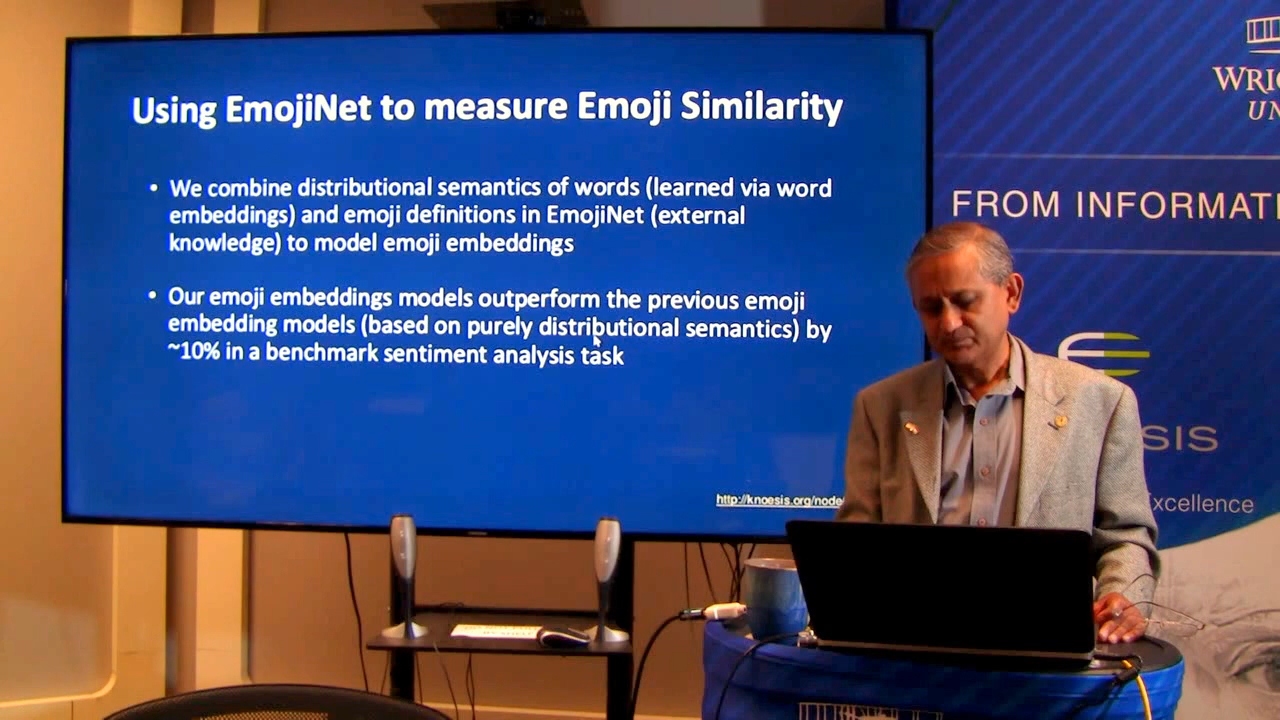 Using EmojiNet to measure Emoji Similarity
• We combine distributional semantics of words (learned via word
embeddings) and emoji definitions in EmojiNet (external
knowledge) to model emoji embeddings
• Our emoji embeddings models outperform the previous emoji
embedding models (based on purely distributional semantics) by
~10% in a benchmark sentiment analysis task
http://knoesis.org/node/
WRIG
UN
FROM INFORMATI
SIS
xcellence